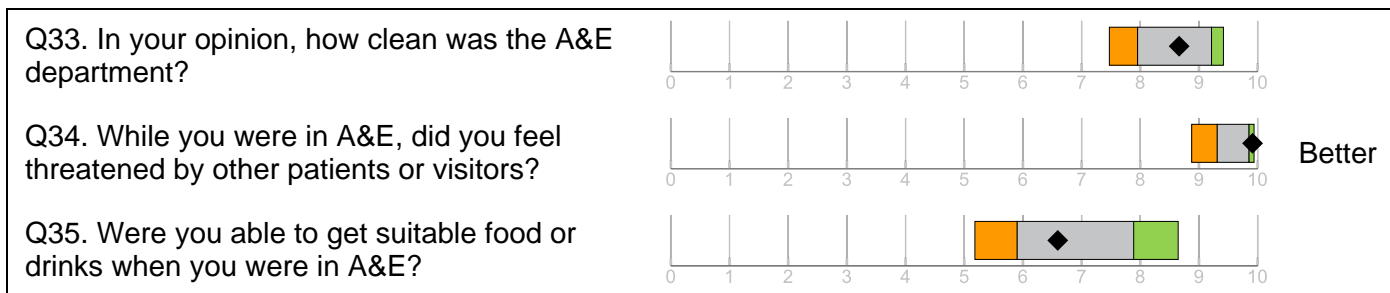 Q33. In your opinion, how clean was the A&E
department?
0 1 2 3 4 5 6 7 8 9 10
Q34. While you were in A&E, did you feel
threatened by other patients or visitors?
0 1 2 3 4 5 6 7 8 9 10
Better
Q35. Were you able to get suitable food or
drinks when you were in A&E?
0 1 2 3 4 5 6 7 8 9 10